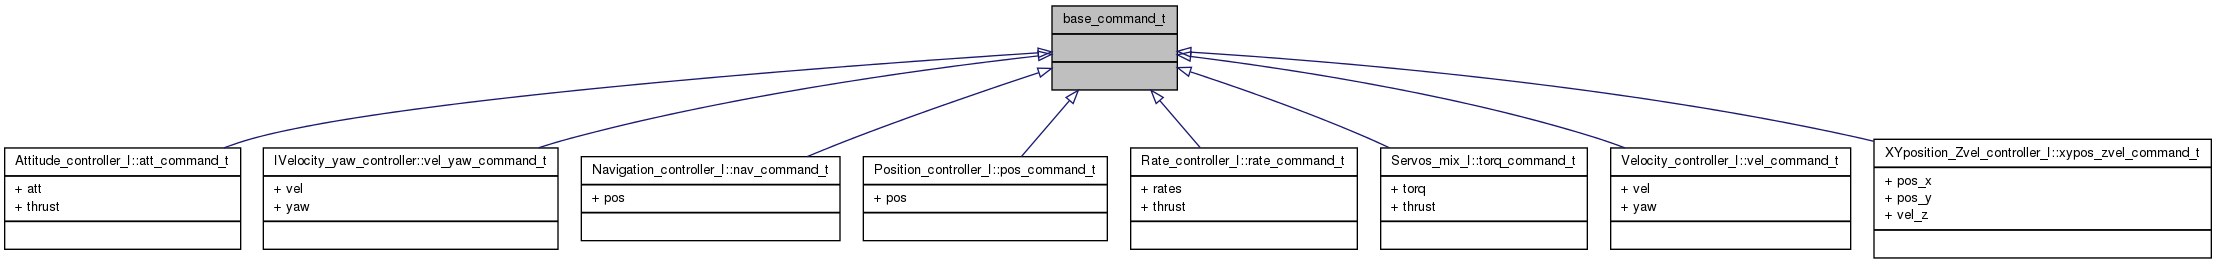 base_command_t
Attitude_controller_I::att_command_t
+ att
+ thrust
IVelocity_yaw_controller::vel_yaw_command_t
+ vel
+ yaw
Navigation_controller_I::nav_command_t
+ pos
Position_controller_I::pos_command_t
+ pos
Rate_controller_I::rate_command_t
+ rates
+ thrust
Servos_mix_I::torq_command_t
+ torq
+ thrust
Velocity_controller_I::vel_command_t
+ vel
+ yaw
XYposition_Zvel_controller_I::xypos_zvel_command_t
+ pos_x
+ pos_y
+ vel_z